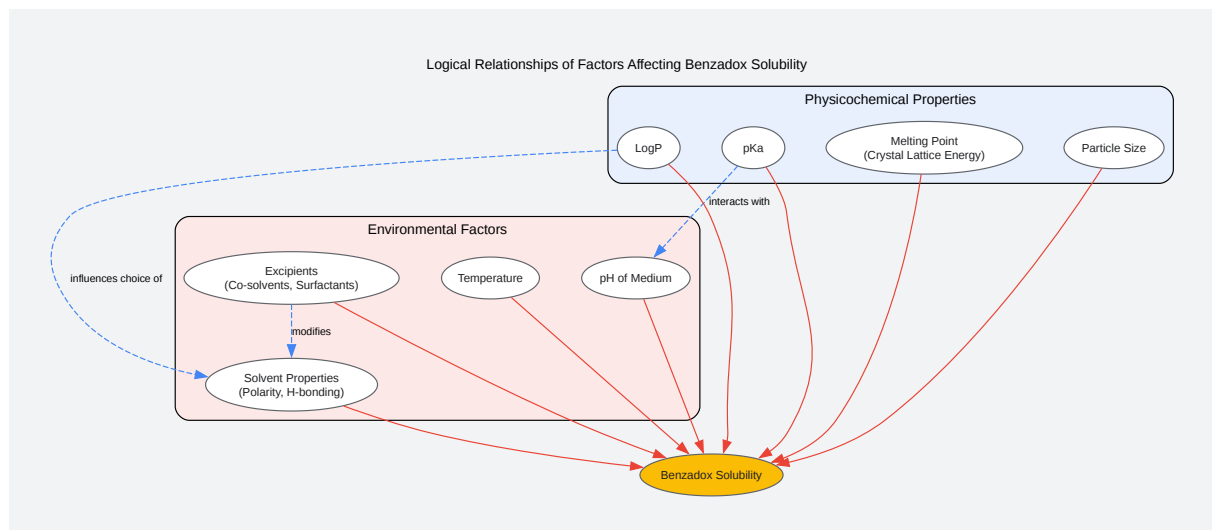 Logical Relationships of Factors Affecting Benzadox Solubility
Physicochemical Properties
LogP
pKa
Melting Point
(Crystal Lattice Energy)
Particle Size
interacts with
Environmental Factors
Excipients
(Co-solvents, Surfactants)
Temperature
pH of Medium
influences choice of
modifies
Solvent Properties
(Polarity, H-bonding)
Benzadox Solubility